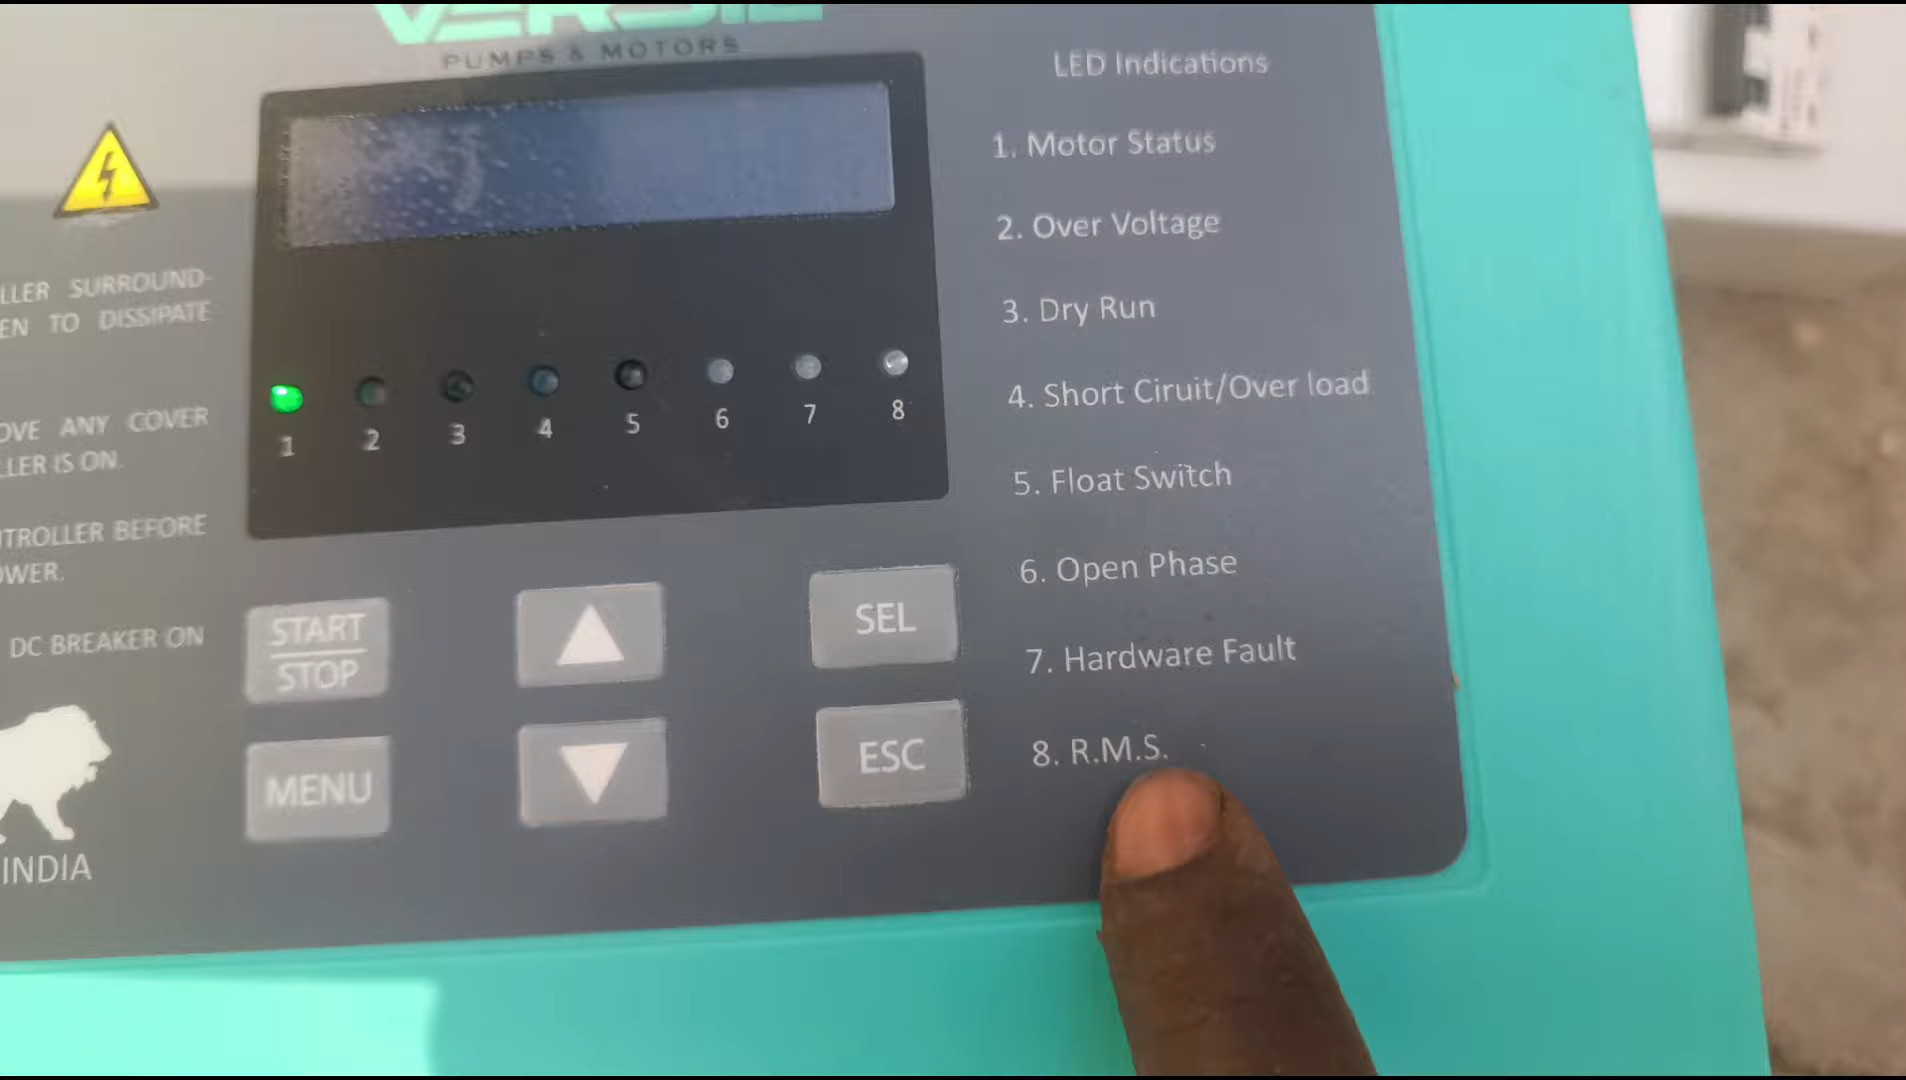 PUMPS & MOTORS
LED Indications
1. Motor Status
2. Over Voltage
3. Dry Run
4. Short Ciruit/Over load
5. Float Switch
6. Open Phase
7. Hardware Fault
8. R.M.S.
1 2 3 4 5 6 7 8
LLER SURROUND-
EN TO DISSIPATE
OVE ANY COVER
LLER IS ON.
NTROLLER BEFORE
OWER.
DC BREAKER ON
INDIA
START
STOP
SEL
MENU
ESC